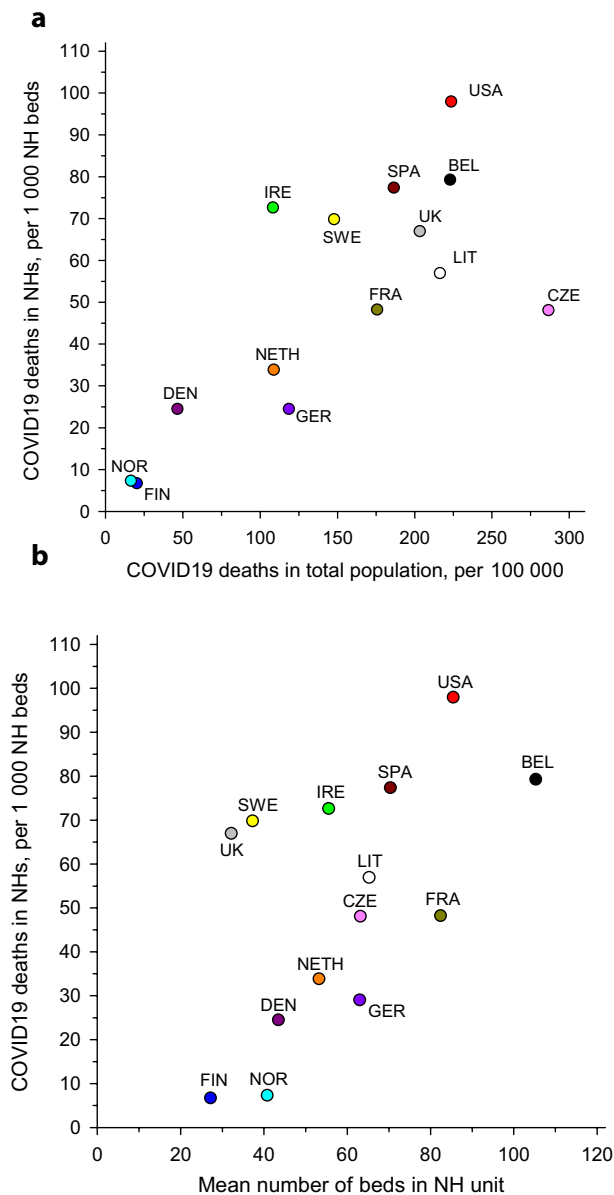 a
110
100
90
80
70
60
50
40
30
20
10
0
COVID19 deaths in NHs, per 1 000 NH beds
USA
SPA
BEL
IRE
UK
SWE
LIT
FRA
CZE
NETH
DEN
GER
NOR
FIN
0 50 100 150 200 250 300
COVID19 deaths in total population, per 100 000
b
110
100
90
80
70
60
50
40
30
20
10
0
COVID19 deaths in NHs, per 1 000 NH beds
USA
BEL
SPA
IRE
SWE
UK
LIT
CZE
FRA
NETH
DEN
GER
FIN
NOR
0 20 40 60 80 100 120
Mean number of beds in NH unit